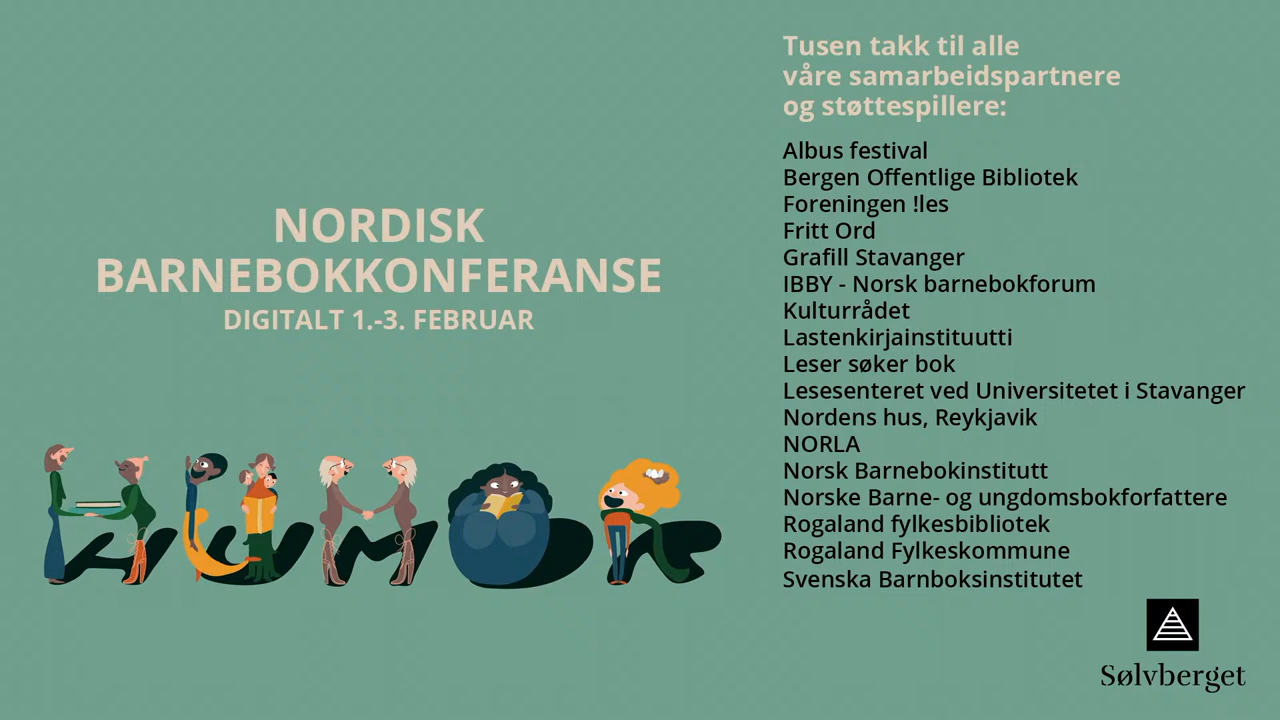 NORDISK
BARNEBOKKONFERANSE
DIGITALT 1.-3. FEBRUAR
HUMOR
Tusen takk til alle
våre samarbeidspartnere
og støttespillere:
Albus festival
Bergen Offentlige Bibliotek
Foreningen !les
Fritt Ord
Grafill Stavanger
IBBY - Norsk barnebokforum
Kulturrådet
Lastenkirjainstituutti
Leser søker bok
Lesesenteret ved Universitetet i Stavanger
Nordens hus, Reykjavik
NORLA
Norsk Barnebokinstitutt
Norske Barne- og ungdomsbokforfattere
Rogaland fylkesbibliotek
Rogaland Fylkeskommune
Svenska Barnboksinstitutet
Sølvberget